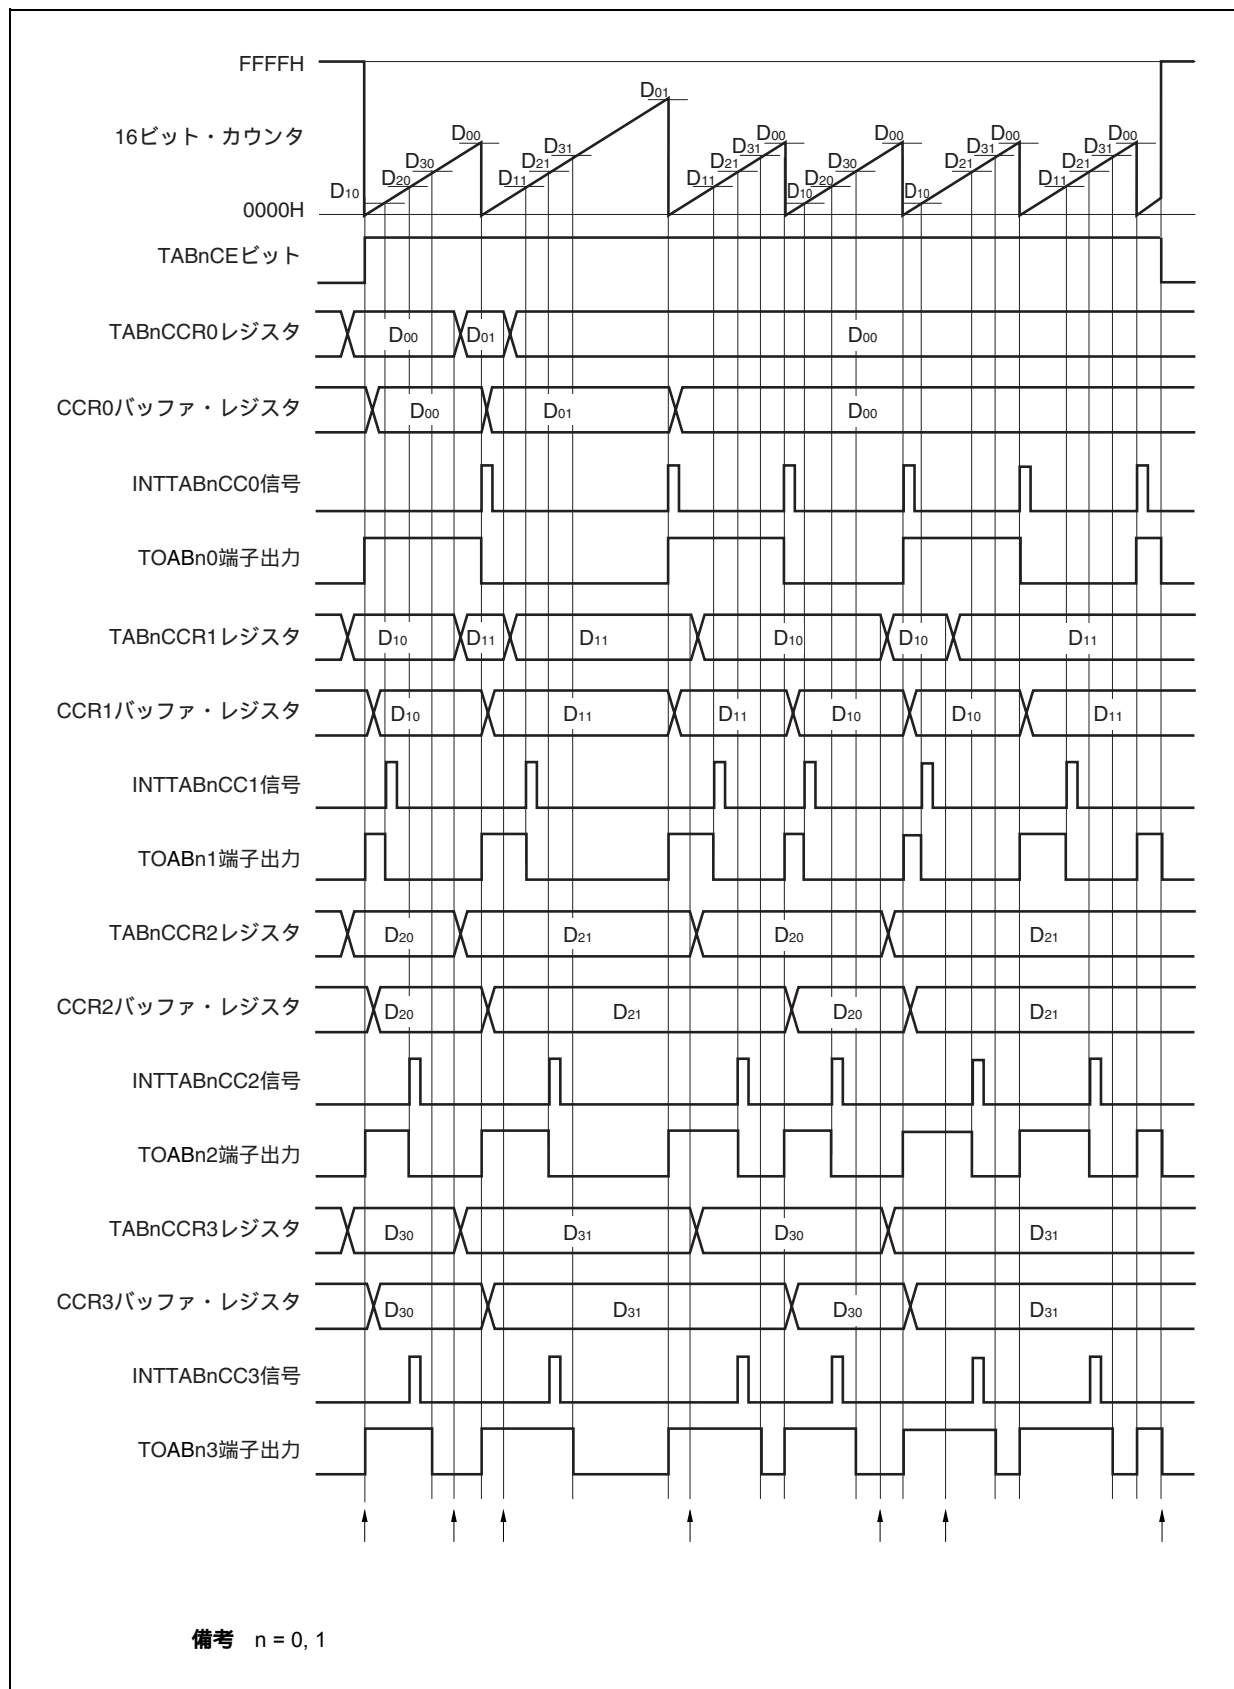 FFFFH
D01
16ビット・カウンタ
D00 D00 D00 D00 D00
D30 D31 D31 D30 D31 D31
D20 D21 D21 D20 D21 D21
D10 D11 D11 D10 D10 D11
0000H
TABnCEビット
TABnCCR0レジスタ D00 D01 D00
CCR0バッファ・レジスタ D00 D01 D00
INTTABnCC0信号
TOABn0端子出力
TABnCCR1レジスタ D10 D11 D11 D10 D10 D11
CCR1バッファ・レジスタ D10 D11 D11 D10 D10 D11
INTTABnCC1信号
TOABn1端子出力
TABnCCR2レジスタ D20 D21 D20 D21
CCR2バッファ・レジスタ D20 D21 D20 D21
INTTABnCC2信号
TOABn2端子出力
TABnCCR3レジスタ D30 D31 D30 D31
CCR3バッファ・レジスタ D30 D31 D30 D31
INTTABnCC3信号
TOABn3端子出力
備考 n = 0, 1